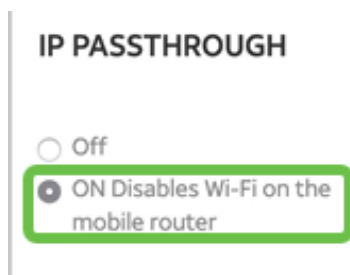 IP PASSTHROUGH
Off
ON Disables Wi-Fi on the
mobile router